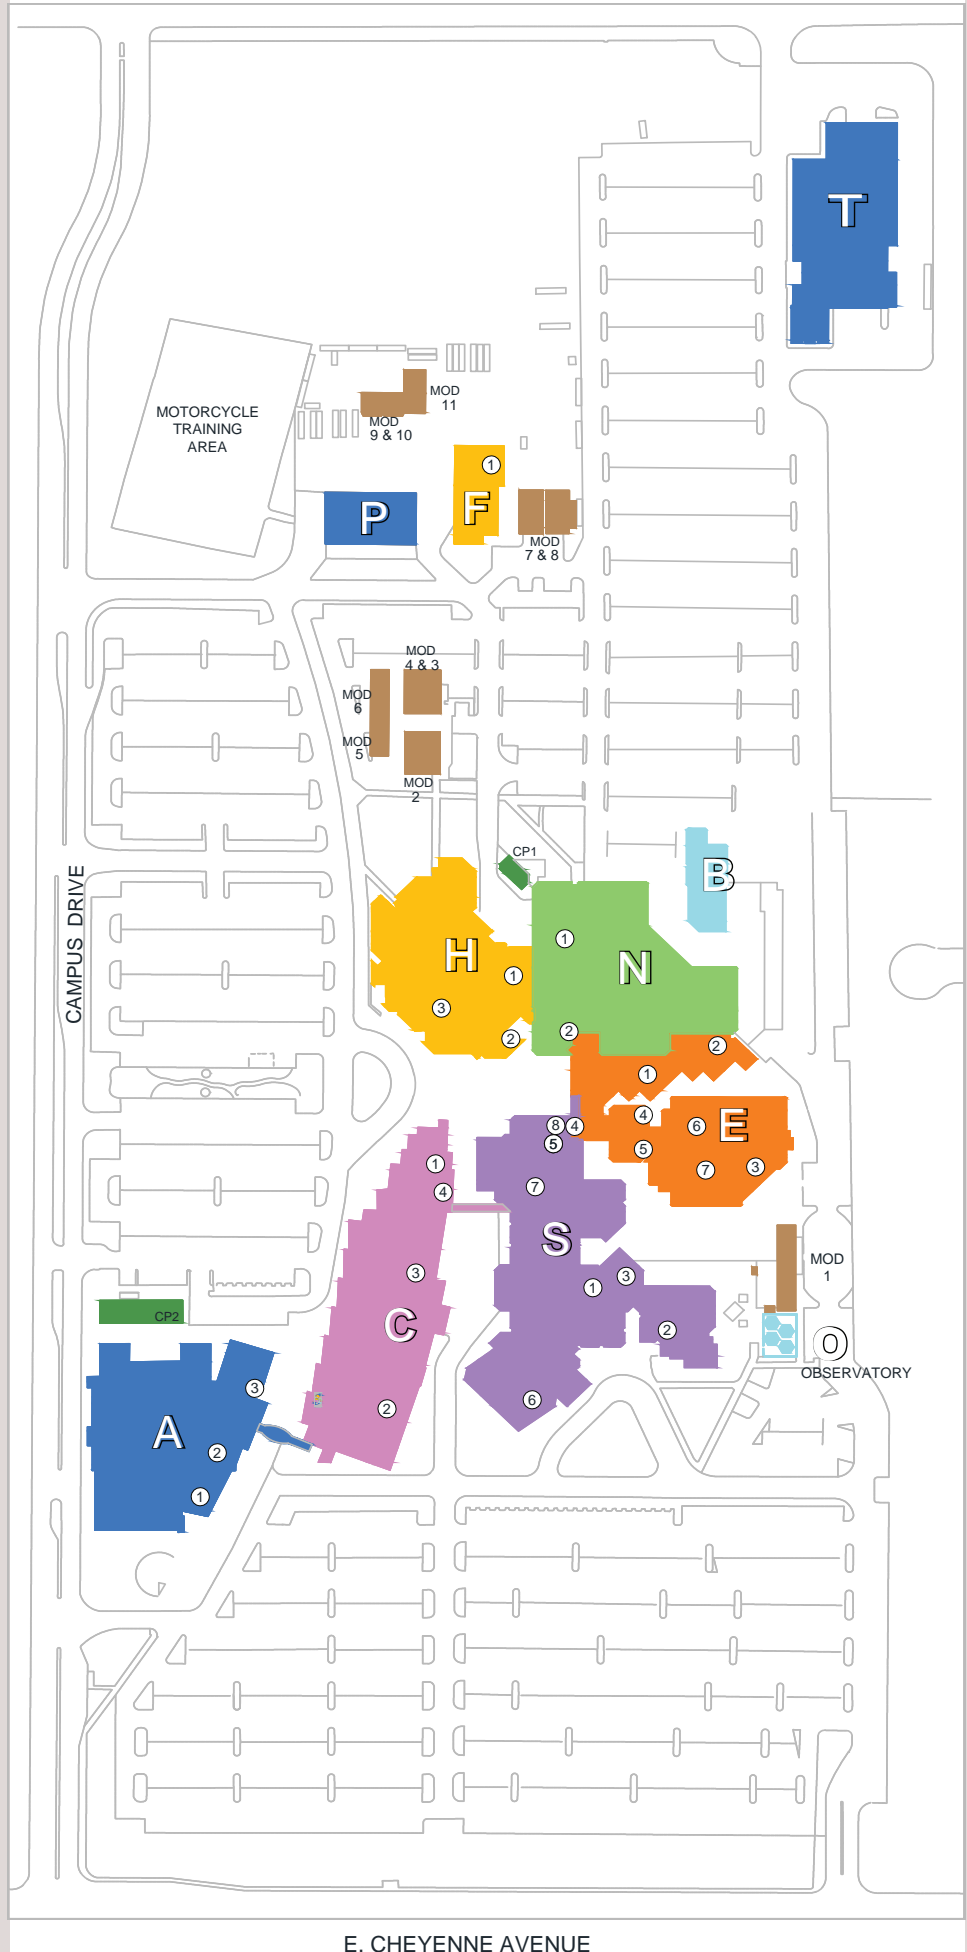 T
MOTORCYCLE
TRAINING
AREA
MOD
11
MOD
9 & 10
1
F
P
MOD
7 & 8
MOD
4 & 3
MOD
6
MOD
5
MOD
2
CP1
B
CAMPUS DRIVE
H
1
3
2
1
N
2
2
1
4
6
E
5
7
3
8
4
5
7
S
1
3
2
6
1
4
3
C
2
MOD
1
O
OBSERVATORY
CP2
3
A
2
1
E. CHEYENNE AVENUE